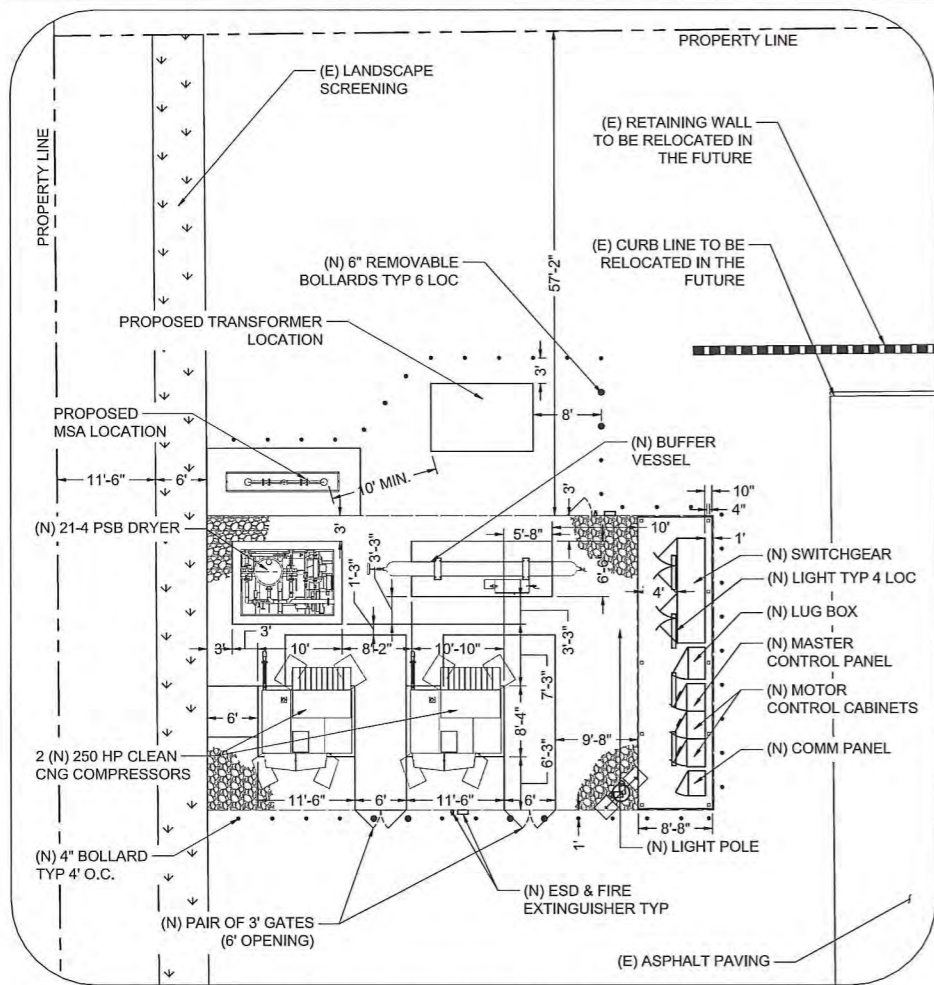 PROPERTY LINE
(E) LANDSCAPE
SCREENING
PROPERTY LINE
(E) RETAINING WALL
TO BE RELOCATED IN
THE FUTURE
(E) CURB LINE TO BE
RELOCATED IN THE
FUTURE
(N) 6" REMOVABLE
BOLLARDS TYP 6 LOC
57'-2"
PROPOSED TRANSFORMER
LOCATION
3'
8'
PROPOSED
MSA LOCATION
(N) BUFFER
VESSEL
11'-6"
6'
10' MIN.
10"
4"
3'
(N) 21-4 PSB DRYER
3'
3'-3"
1'-3"
5'-8"
10'
6'-6"
1'
4'
(N) SWITCHGEAR
(N) LIGHT TYP 4 LOC
(N) LUG BOX
(N) MASTER
CONTROL PANEL
(N) MOTOR
CONTROL CABINETS
(N) COMM PANEL
3'
3'
10'
8'-2"
10'-10"
3'-3"
7'-3"
6'
8'-4"
6'-3"
9'-8"
2 (N) 250 HP CLEAN
CNG COMPRESSORS
11'-6"
6'
11'-6"
6'
1'
8'-8"
(N) LIGHT POLE
(N) 4" BOLLARD
TYP 4' O.C.
(N) PAIR OF 3' GATES
(6' OPENING)
(N) ESD & FIRE
EXTINGUISHER TYP
(E) ASPHALT PAVING